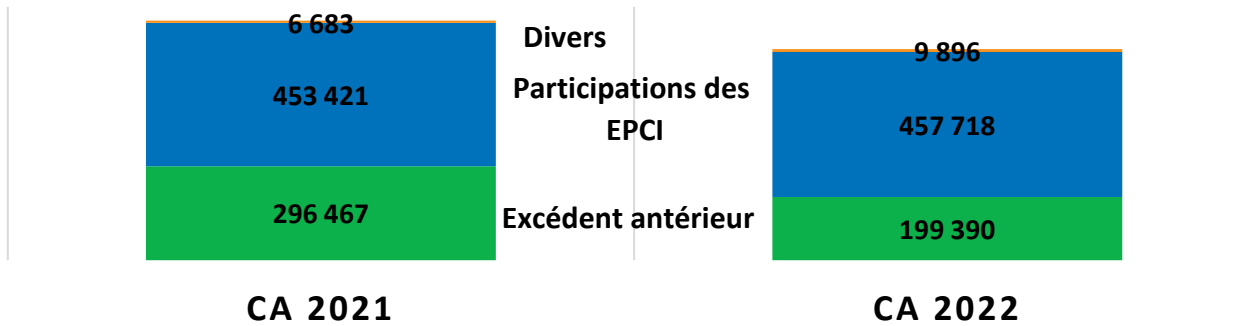 6 683
Divers
9 896
453 421
Participations des
EPCI
457 718
296 467
Excédent antérieur
199 390
CA 2021
CA 2022